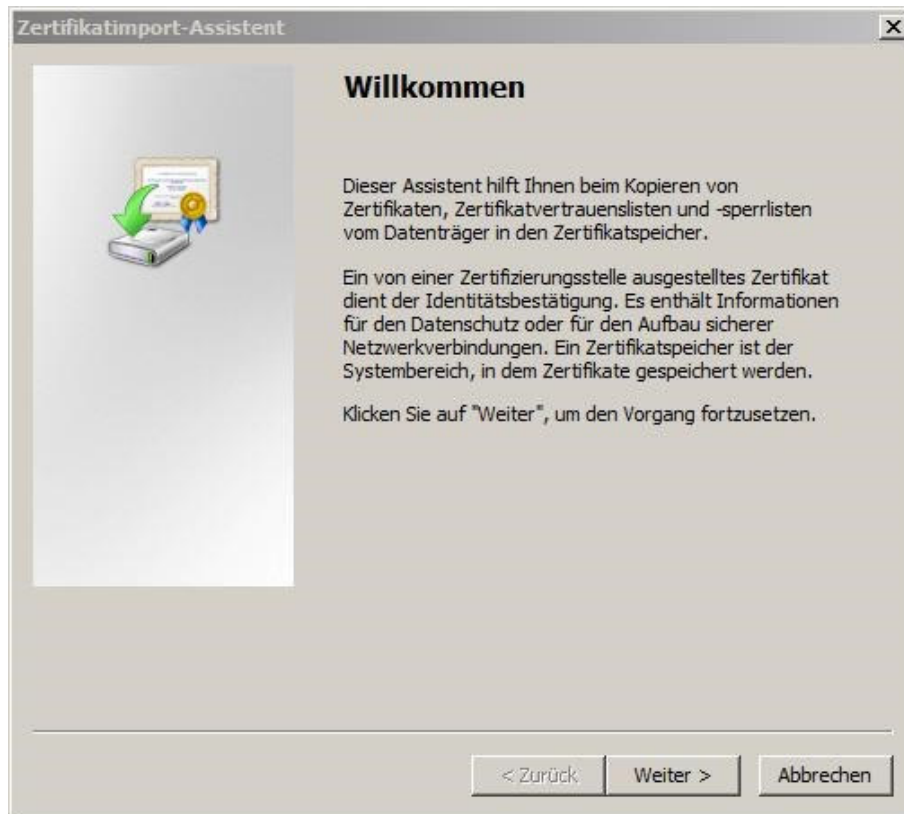 Zertifikatimport-Assistent
Willkommen
Dieser Assistent hilft Ihnen beim Kopieren von
Zertifikaten, Zertifikatvertrauenslisten und -sperrlisten
vom Datenträger in den Zertifikatspeicher.
Ein von einer Zertifizierungsstelle ausgestelltes Zertifikat
dient der Identitätsbestätigung. Es enthält Informationen
für den Datenschutz oder für den Aufbau sicherer
Netzwerkverbindungen. Ein Zertifikatspeicher ist der
Systembereich, in dem Zertifikate gespeichert werden.
Klicken Sie auf "Weiter", um den Vorgang fortzusetzen.
< Zurück
Weiter >
Abbrechen